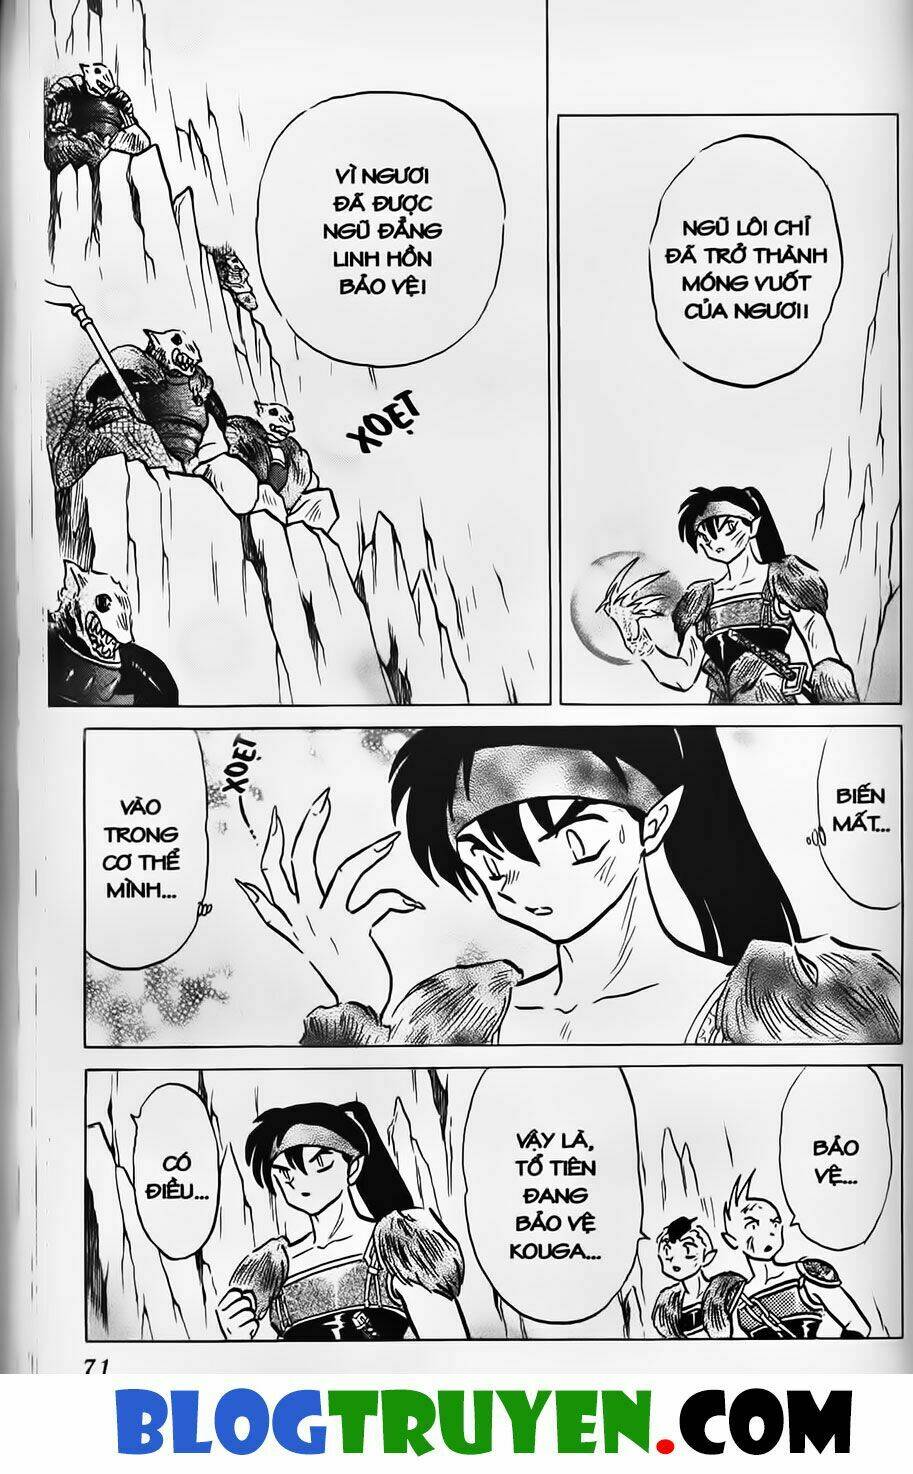 NGŨ LÔI CHỈ
ĐÃ TRỞ THÀNH
MÓNG VUỐT
CỦA NGƯƠI!
VÌ NGƯƠI
ĐÃ ĐƯỢC
NGŨ ĐẲNG
LINH HỒN
BẢO VỆ!
XOẸT
BIẾN
MẤT...
XOẸT
VÀO
TRONG
CƠ THỂ
MÌNH...
BẢO
VỆ...
VẬY LÀ,
TỔ TIÊN
ĐANG
BẢO VỆ
KOUGA...
CÓ
ĐIỀU...
71
BLOGTRUYEN.COM